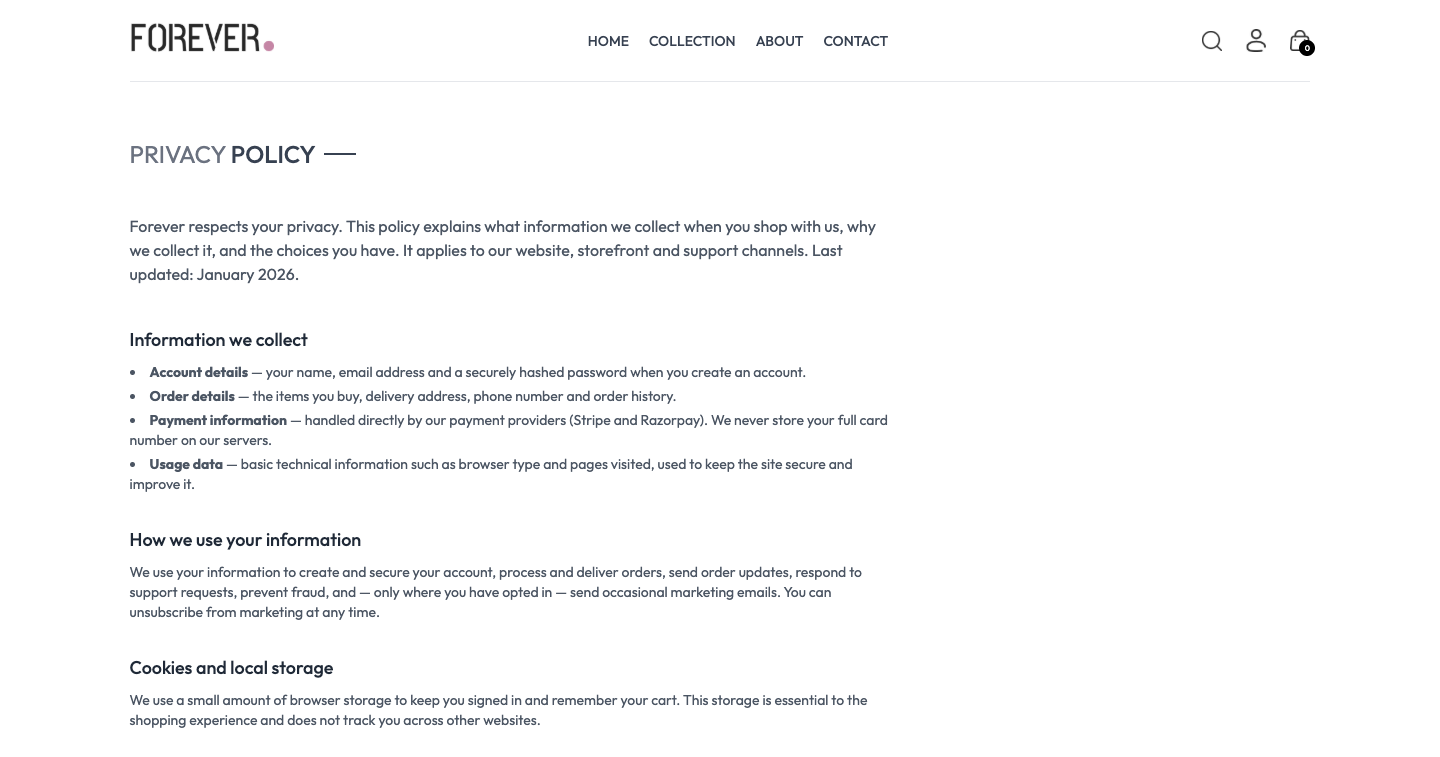 FOREVER.
HOME COLLECTION ABOUT CONTACT
0
PRIVACY POLICY
Forever respects your privacy. This policy explains what information we collect when you shop with us, why
we collect it, and the choices you have. It applies to our website, storefront and support channels. Last
updated: January 2026.
Information we collect
• Account details — your name, email address and a securely hashed password when you create an account.
• Order details — the items you buy, delivery address, phone number and order history.
• Payment information — handled directly by our payment providers (Stripe and Razorpay). We never store your full card
number on our servers.
• Usage data — basic technical information such as browser type and pages visited, used to keep the site secure and
improve it.
How we use your information
We use your information to create and secure your account, process and deliver orders, send order updates, respond to
support requests, prevent fraud, and — only where you have opted in — send occasional marketing emails. You can
unsubscribe from marketing at any time.
Cookies and local storage
We use a small amount of browser storage to keep you signed in and remember your cart. This storage is essential to the
shopping experience and does not track you across other websites.